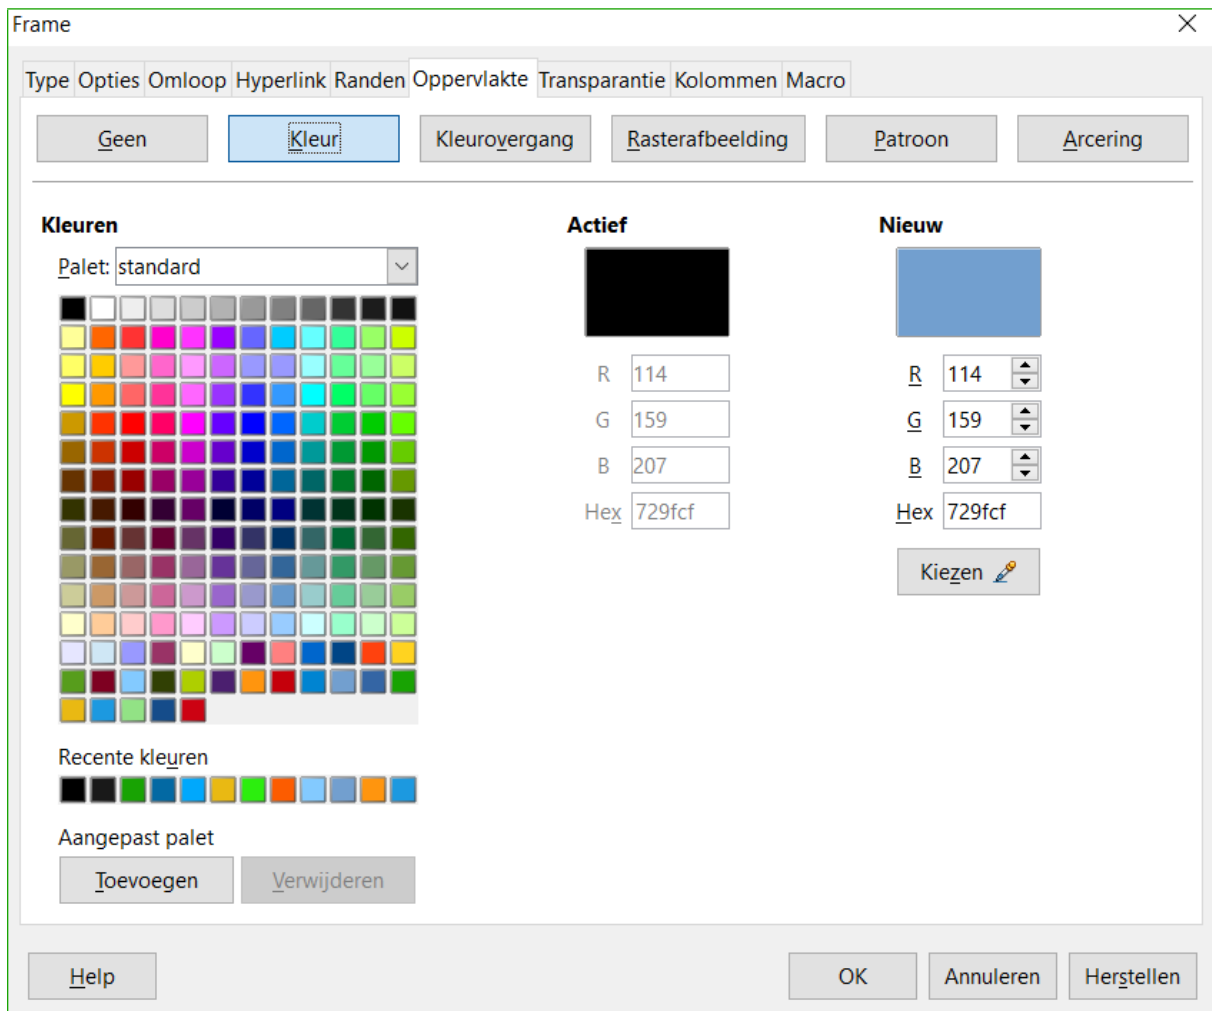 Frame
Type Opties Omloop Hyperlink Randen Oppervlakte Transparantie Kolommen Macro
Geen Kleur Kleurovergang Rasterafbeelding Patroon Arcering
Kleuren Actief Nieuw
Palet: standard
R 114 R 114
G 159 G 159
B 207 B 207
Hex 729fcf Hex 729fcf
Kiezen
Recente kleuren
Aangepast palet
Toevoegen Verwijderen
Help OK Annuleren Herstellen